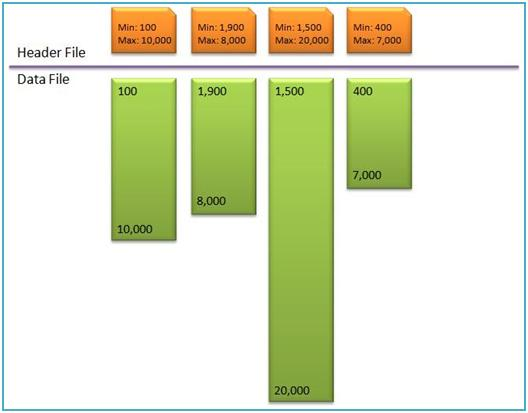 Min: 100
Max: 10,000
Min: 1,900
Max: 8,000
Min: 1,500
Max: 20,000
Min: 400
Max: 7,000
Header File
Data File
100
1,900
1,500
400
7,000
8,000
10,000
20,000